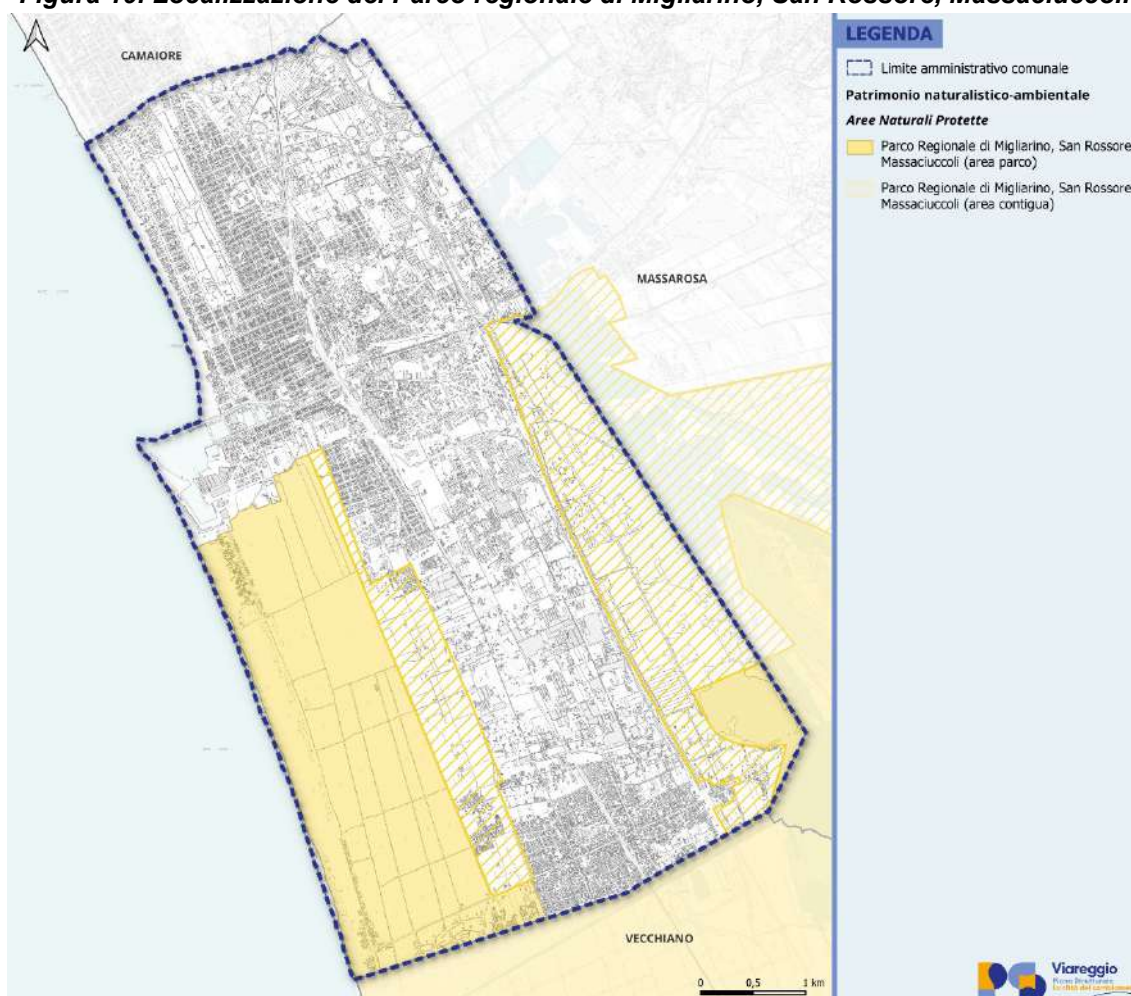 Figura 10. Localizzazione del Parco regionale di Migliarino, San Rossore, Massaciuccoli
CAMAIORE
MASSAROSA
VECCHIANO
0 0,5 1 km
LEGENDA
Limite amministrativo comunale
Patrimonio naturalistico-ambientale
Aree Naturali Protette
Parco Regionale di Migliarino, San Rossore
Massaciuccoli (area parco)
Parco Regionale di Migliarino, San Rossore
Massaciuccoli (area contigua)
Viareggio
Piano Strutturale